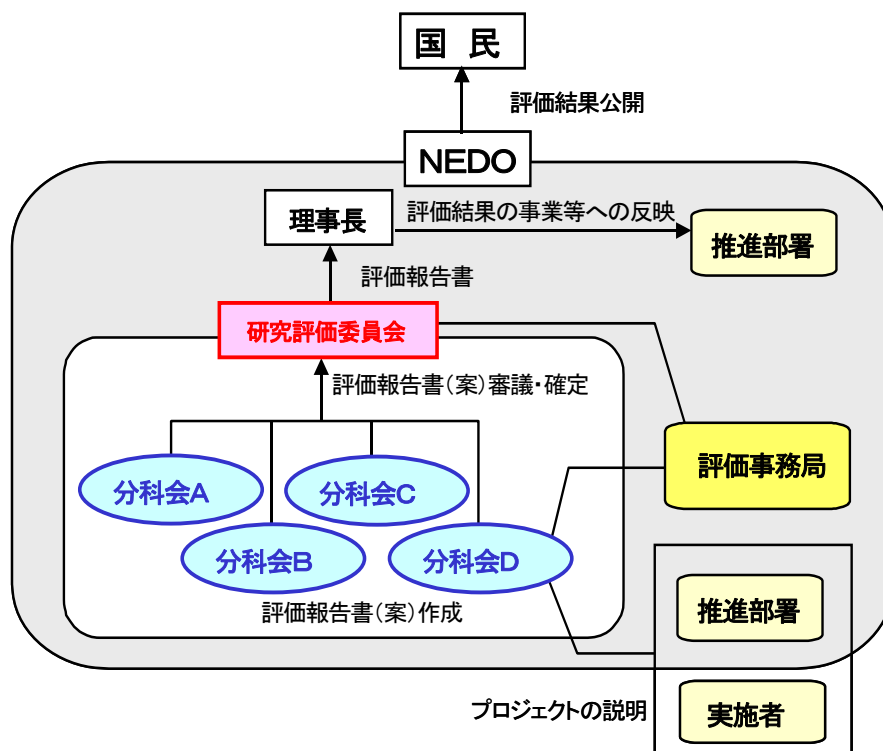 国 民
評価結果公開
NEDO
理事長
評価結果の事業等への反映
推進部署
評価報告書
研究評価委員会
評価報告書(案)審議・確定
評価事務局
分科会A
分科会C
分科会B
分科会D
評価報告書(案)作成
推進部署
プロジェクトの説明
実施者